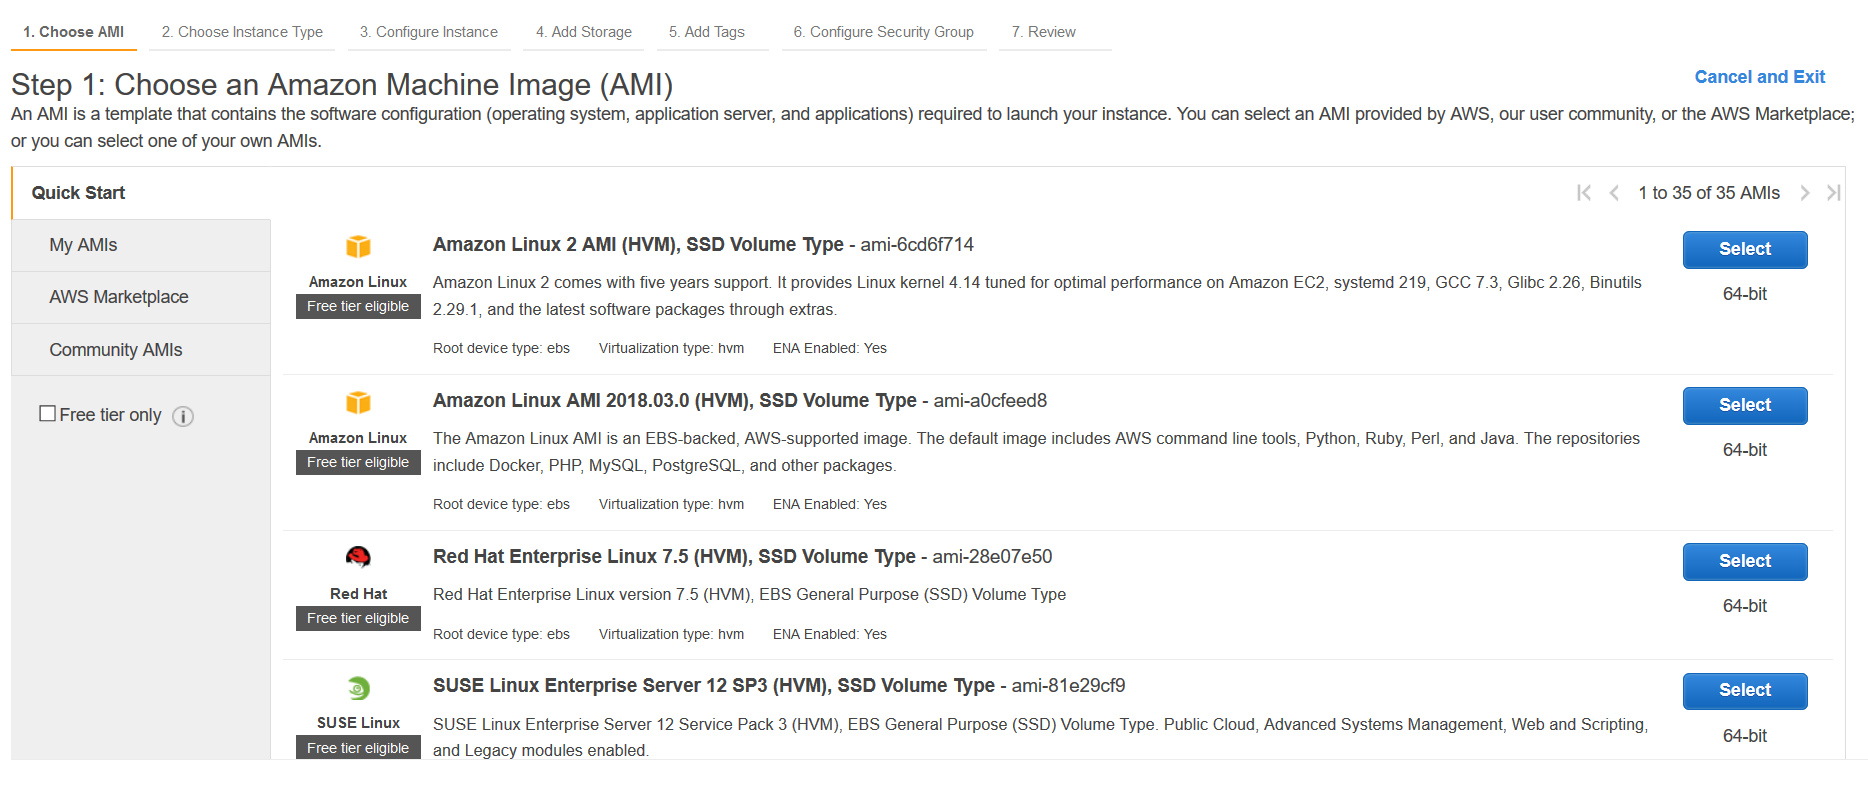 1. Choose AMI 2. Choose Instance Type 3. Configure Instance 4. Add Storage 5. Add Tags 6. Configure Security Group 7. Review
Step 1: Choose an Amazon Machine Image (AMI)
Cancel and Exit
An AMI is a template that contains the software configuration (operating system, application server, and applications) required to launch your instance. You can select an AMI provided by AWS, our user community, or the AWS Marketplace;
or you can select one of your own AMIs.
Quick Start
1 to 35 of 35 AMIs
My AMIs
AWS Marketplace
Community AMIs
Free tier only
Amazon Linux
Free tier eligible
Amazon Linux 2 AMI (HVM), SSD Volume Type - ami-6cd6f714
Amazon Linux 2 comes with five years support. It provides Linux kernel 4.14 tuned for optimal performance on Amazon EC2, systemd 219, GCC 7.3, Glibc 2.26, Binutils
2.29.1, and the latest software packages through extras.
Root device type: ebs Virtualization type: hvm ENA Enabled: Yes
Select
64-bit
Amazon Linux
Free tier eligible
Amazon Linux AMI 2018.03.0 (HVM), SSD Volume Type - ami-a0cfeed8
The Amazon Linux AMI is an EBS-backed, AWS-supported image. The default image includes AWS command line tools, Python, Ruby, Perl, and Java. The repositories
include Docker, PHP, MySQL, PostgreSQL, and other packages.
Root device type: ebs Virtualization type: hvm ENA Enabled: Yes
Select
64-bit
Red Hat
Free tier eligible
Red Hat Enterprise Linux 7.5 (HVM), SSD Volume Type - ami-28e07e50
Red Hat Enterprise Linux version 7.5 (HVM), EBS General Purpose (SSD) Volume Type
Root device type: ebs Virtualization type: hvm ENA Enabled: Yes
Select
64-bit
SUSE Linux
Free tier eligible
SUSE Linux Enterprise Server 12 SP3 (HVM), SSD Volume Type - ami-81e29cf9
SUSE Linux Enterprise Server 12 Service Pack 3 (HVM), EBS General Purpose (SSD) Volume Type. Public Cloud, Advanced Systems Management, Web and Scripting,
and Legacy modules enabled.
Select
64-bit